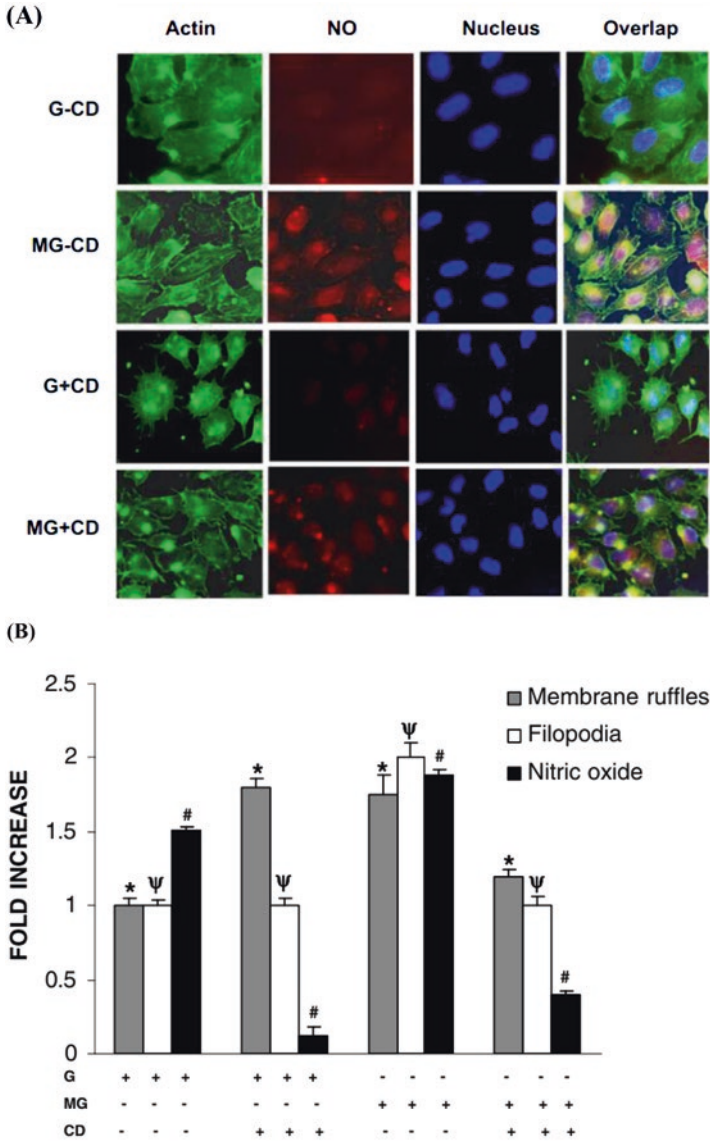 (A)
Actin NO Nucleus Overlap
G-CD
MG-CD
G+CD
MG+CD
(B)
FOLD INCREASE
2.5
2
1.5
1
0.5
0
Membrane ruffles
Filopodia
Nitric oxide
* ψ #
* ψ #
* ψ #
* ψ #
G + + + + + + - - - - - -
MG - - - - - - + + + + + +
CD - - - + + + - - - + + +